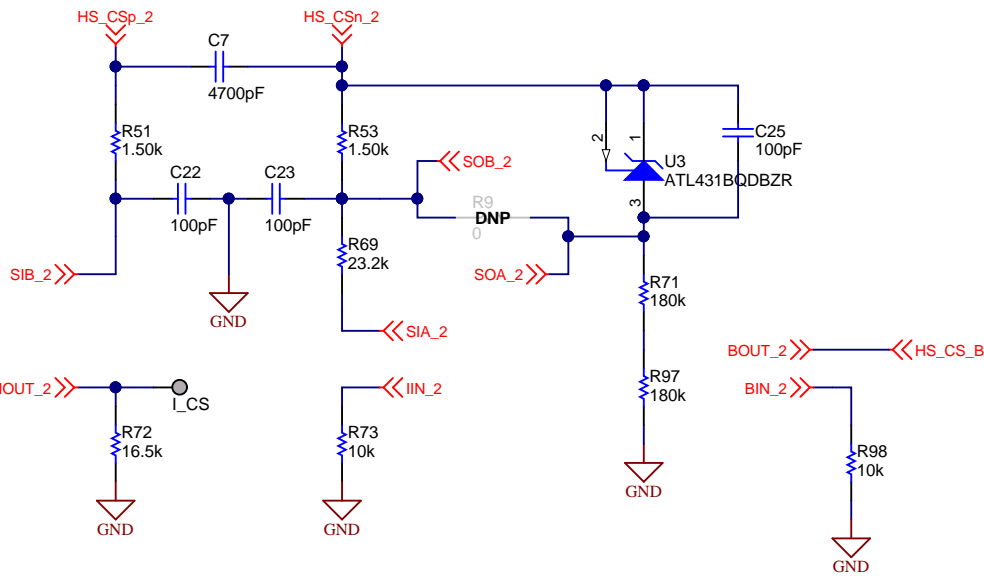 HS_CSp_2
HS_CSn_2
C7
4700pF
R51
1.50k
R53
1.50k
2
1
3
U3
ATL431BQDBZR
C25
100pF
C22
100pF
C23
100pF
SOB_2
R9
DNP
0
R69
23.2k
SIB_2
SOA_2
GND
R71
180k
SIA_2
BOUT_2
HS_CS_B
OUT_2
I_CS
IIN_2
R97
180k
BIN_2
R72
16.5k
R73
10k
R98
10k
GND
GND
GND
GND